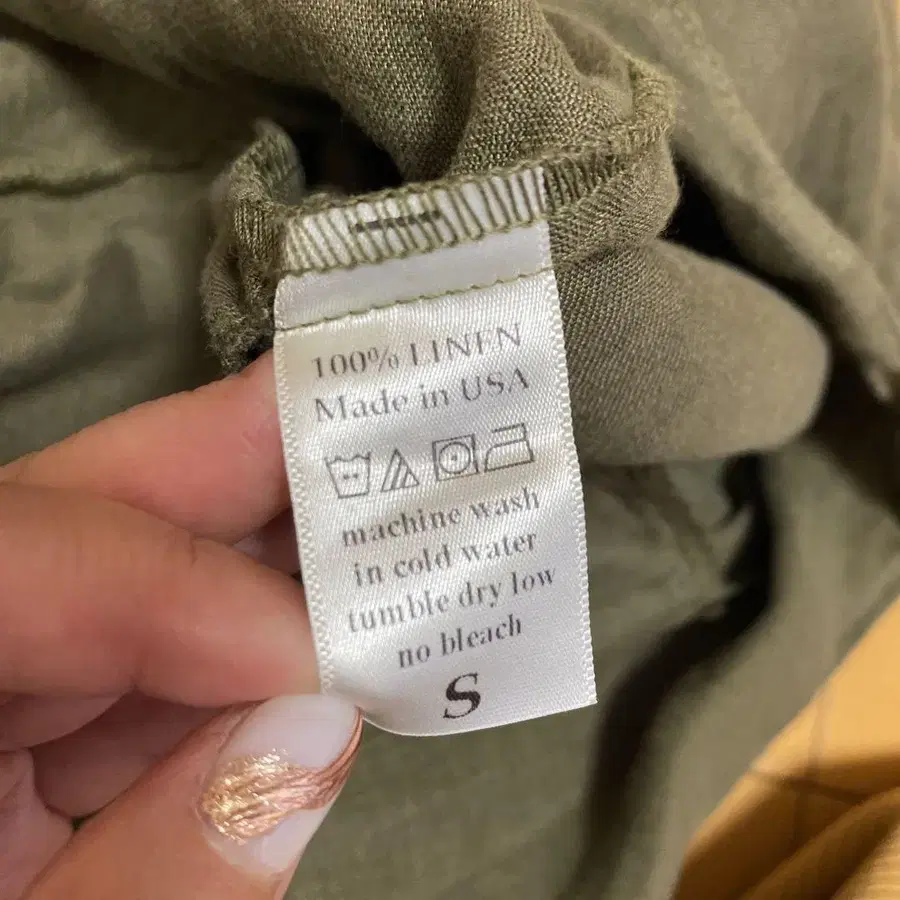 100% LINEN
Made in USA
machine wash
in cold water
tumble dry low
no bleach
S